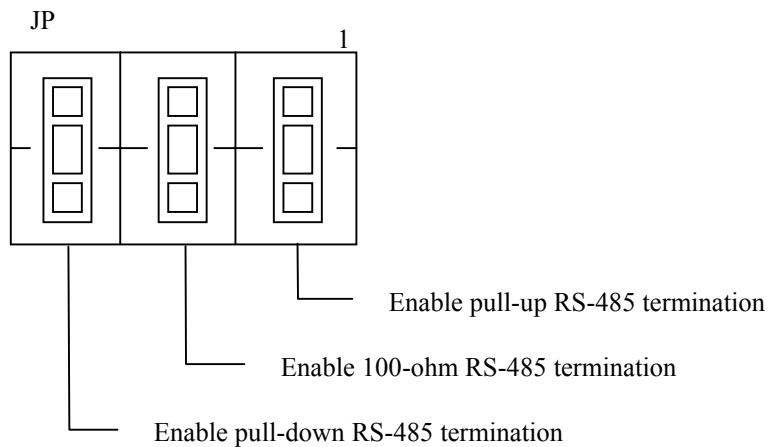 JP
1
Enable pull-up RS-485 termination
Enable 100-ohm RS-485 termination
Enable pull-down RS-485 termination